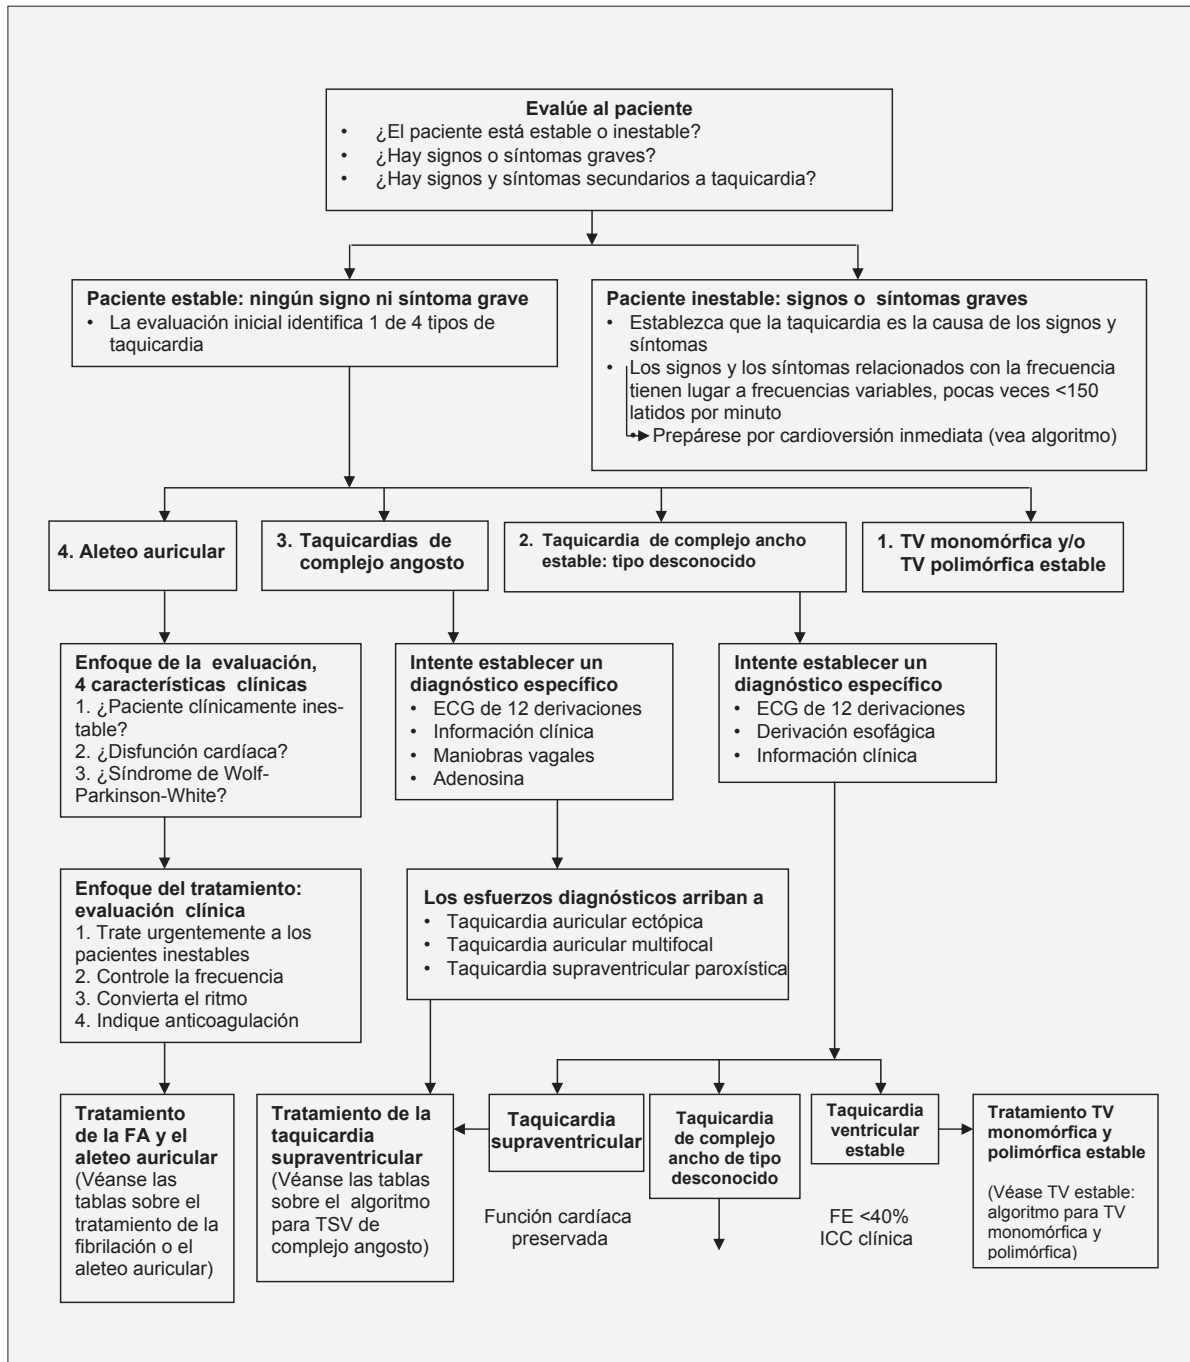 Evalúe al paciente
• ¿El paciente está estable o inestable?
• ¿Hay signos o síntomas graves?
• ¿Hay signos y síntomas secundarios a taquicardia?
Paciente estable: ningún signo ni síntoma grave
• La evaluación inicial identifica 1 de 4 tipos de
taquicardia
Paciente inestable: signos o síntomas graves
• Establezca que la taquicardia es la causa de los signos y
síntomas
• Los signos y los síntomas relacionados con la frecuencia
tienen lugar a frecuencias variables, pocas veces <150
latidos por minuto
• Prepárese por cardioversión inmediata (vea algoritmo)
4. Aleteo auricular
3. Taquicardias de
complejo angosto
2. Taquicardia de complejo ancho
estable: tipo desconocido
1. TV monomórfica y/o
TV polimórfica estable
Enfoque de la evaluación,
4 características clínicas
1. ¿Paciente clínicamente ines-
table?
2. ¿Disfunción cardíaca?
3. ¿Síndrome de Wolf-
Parkinson-White?
Intente establecer un
diagnóstico específico
• ECG de 12 derivaciones
• Información clínica
• Maniobras vagales
• Adenosina
Intente establecer un
diagnóstico específico
• ECG de 12 derivaciones
• Derivación esofágica
• Información clínica
Enfoque del tratamiento:
evaluación clínica
1. Trate urgentemente a los
pacientes inestables
2. Controle la frecuencia
3. Convierta el ritmo
4. Indique anticoagulación
Los esfuerzos diagnósticos arriban a
• Taquicardia auricular ectópica
• Taquicardia auricular multifocal
• Taquicardia supraventricular paroxística
Tratamiento
de la FA y el
aleteo auricular
(Véanse las
tablas sobre el
tratamiento de la
fibrilación o el
aleteo auricular)
Tratamiento de la
taquicardia
supraventricular
(Véanse las tablas
sobre el algoritmo
para TSV de
complejo angosto)
Taquicardia
supraventricular
Función cardíaca
preservada
Taquicardia
de complejo
ancho de tipo
desconocido
Taquicardia
ventricular
estable
FE <40%
ICC clínica
Tratamiento TV
monomórfica y
polimórfica estable
(Véase TV estable:
algoritmo para TV
monomórfica y
polimórfica)